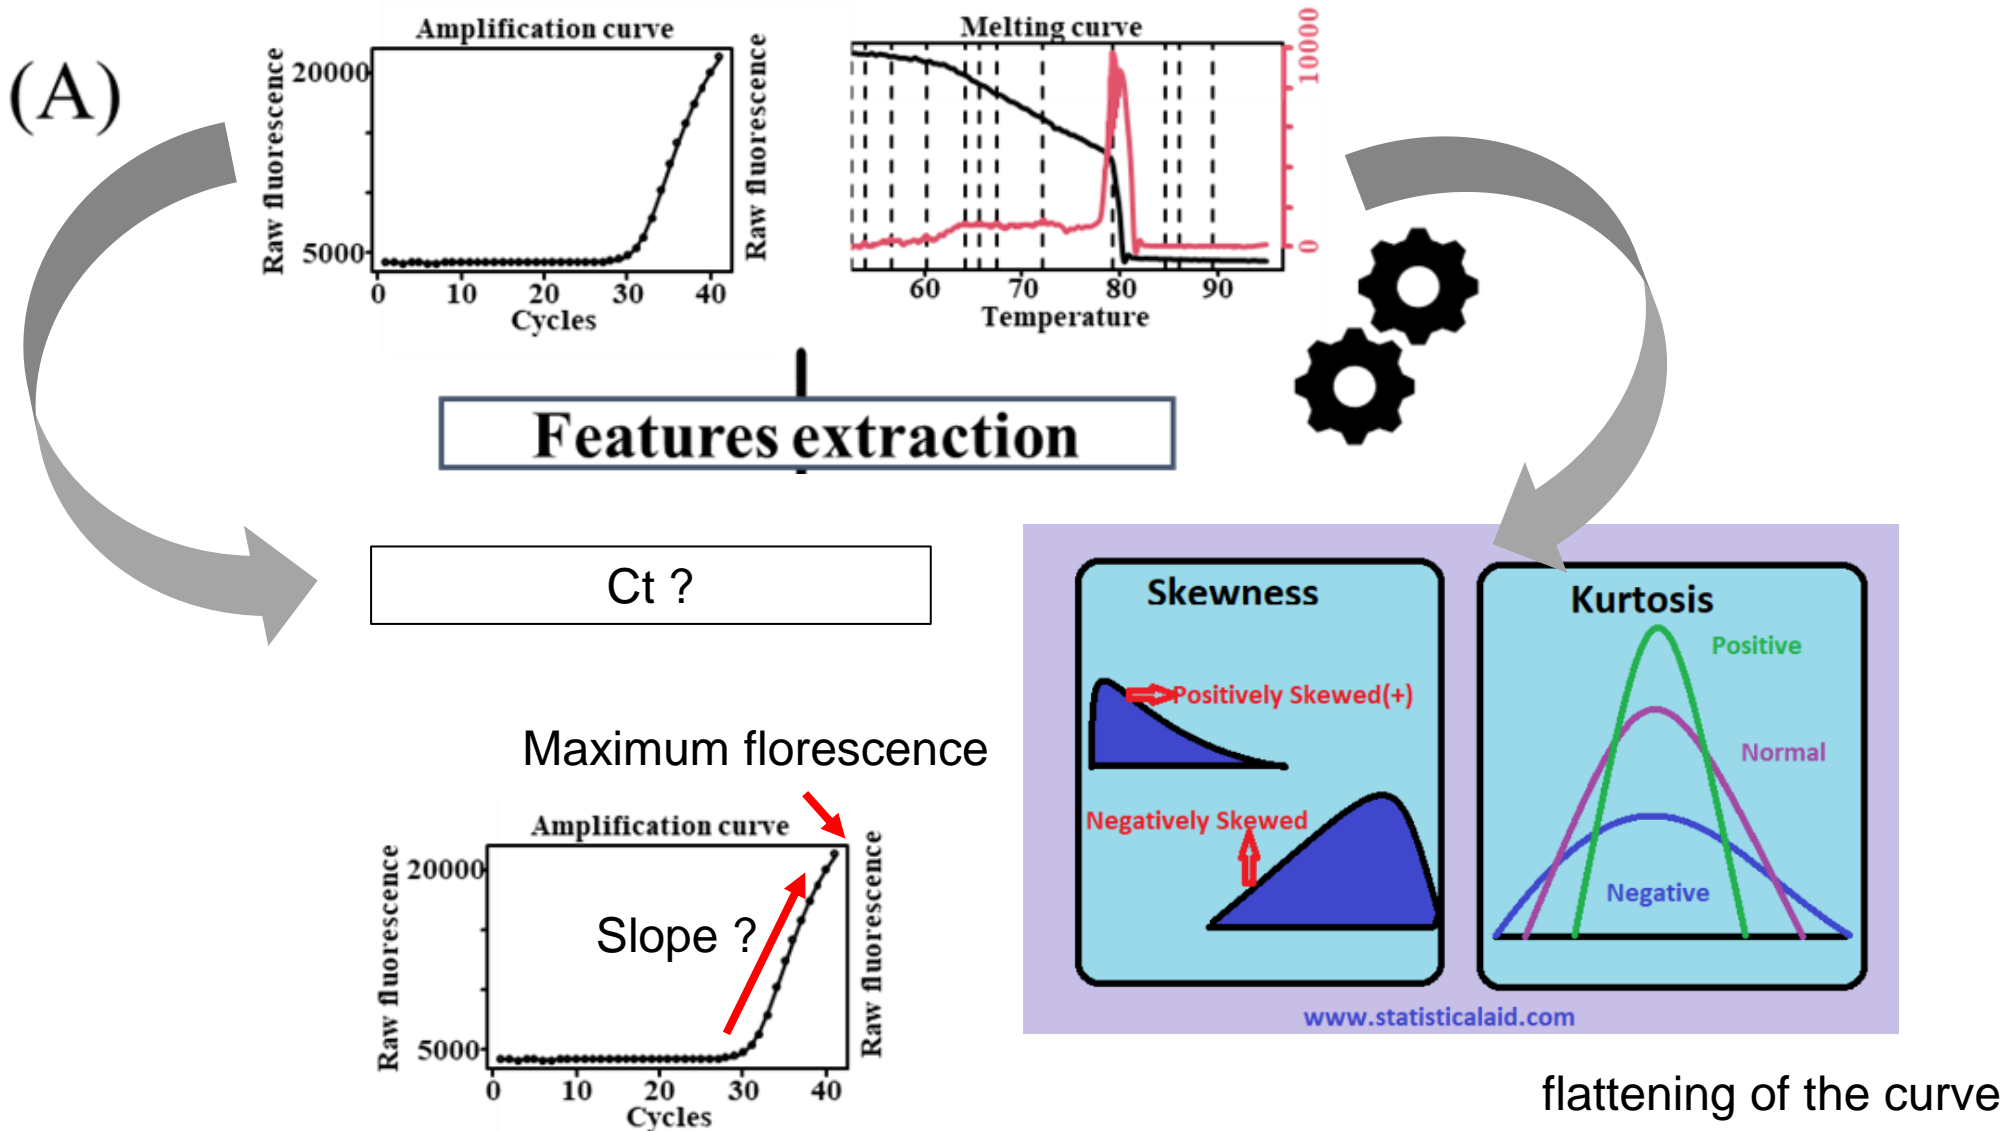 (A)
Amplification curve
Raw fluorescence
20000
5000
0 10 20 30 40
Cycles
Raw fluorescence
Melting curve
10000
0
60 70 80 90
Temperature
Features extraction
Ct ?
Maximum florescence
Amplification curve
Raw fluorescence
20000
5000
Slope ?
0 10 20 30 40
Cycles
Raw fluorescence
Skewness
Positively Skewed(+)
Negatively Skewed
Kurtosis
Positive
Normal
Negative
www.statisticalaid.com
flattening of the curve